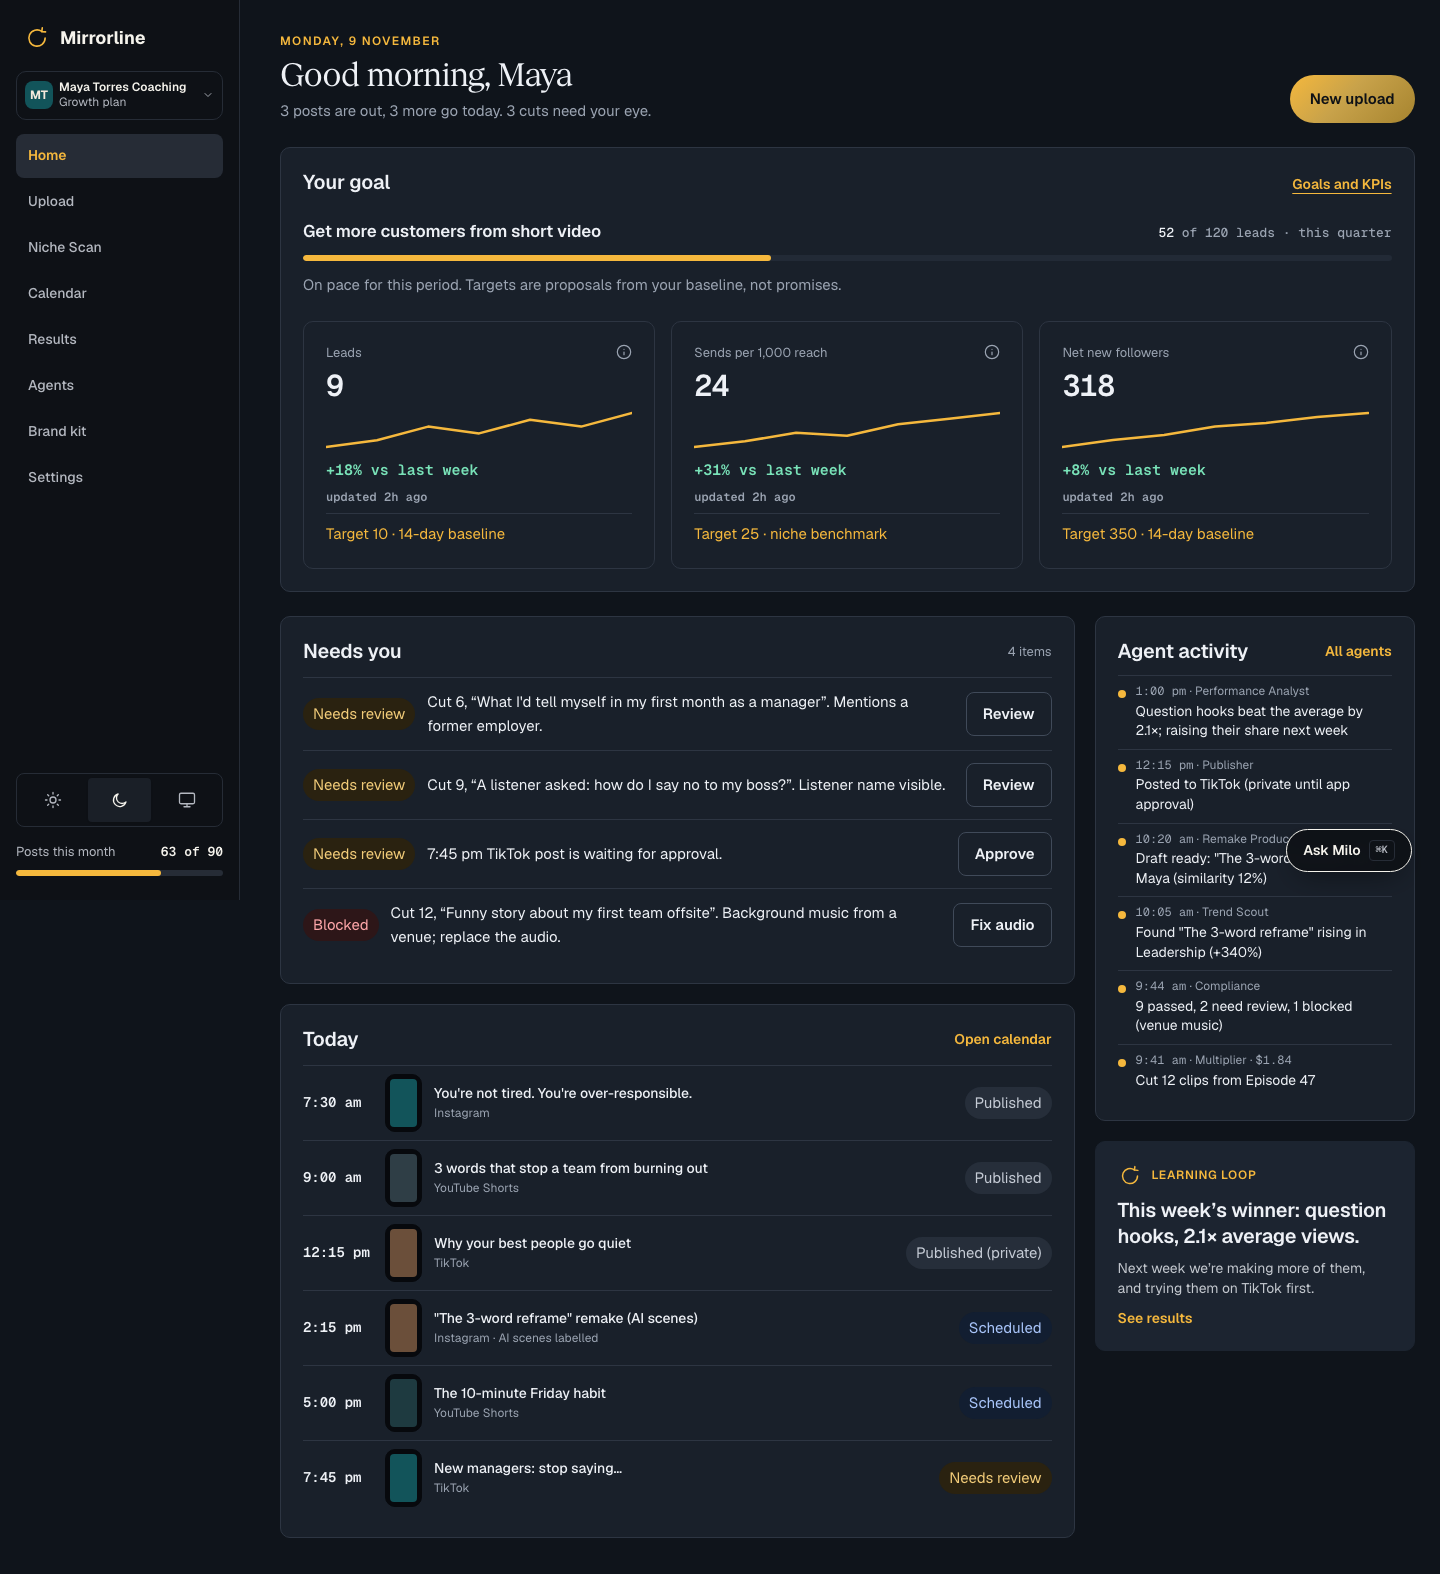 Mirrorline
MT
Maya Torres Coaching
Growth plan
Home
Upload
Niche Scan
Calendar
Results
Agents
Brand kit
Settings
Posts this month
63 of 90
MONDAY, 9 NOVEMBER
Good morning, Maya
3 posts are out, 3 more go today. 3 cuts need your eye.
New upload
Your goal
Goals and KPIs
Get more customers from short video
52 of 120 leads · this quarter
On pace for this period. Targets are proposals from your baseline, not promises.
Leads
9
+18% vs last week
updated 2h ago
Target 10 · 14-day baseline
Sends per 1,000 reach
24
+31% vs last week
updated 2h ago
Target 25 · niche benchmark
Net new followers
318
+8% vs last week
updated 2h ago
Target 350 · 14-day baseline
Needs you
4 items
Needs review
Cut 6, “What I'd tell myself in my first month as a manager”. Mentions a
former employer.
Review
Needs review
Cut 9, “A listener asked: how do I say no to my boss?”. Listener name visible.
Review
Needs review
7:45 pm TikTok post is waiting for approval.
Approve
Blocked
Cut 12, “Funny story about my first team offsite”. Background music from a
venue; replace the audio.
Fix audio
Today
Open calendar
7:30 am
You're not tired. You're over-responsible.
Instagram
Published
9:00 am
3 words that stop a team from burning out
YouTube Shorts
Published
12:15 pm
Why your best people go quiet
TikTok
Published (private)
2:15 pm
"The 3-word reframe" remake (AI scenes)
Instagram · AI scenes labelled
Scheduled
5:00 pm
The 10-minute Friday habit
YouTube Shorts
Scheduled
7:45 pm
New managers: stop saying…
TikTok
Needs review
Agent activity
All agents
1:00 pm · Performance Analyst
Question hooks beat the average by
2.1×; raising their share next week
12:15 pm · Publisher
Posted to TikTok (private until app
approval)
10:20 am · Remake Produc
Draft ready: "The 3-word
Maya (similarity 12%)
Ask Milo
⌘K
10:05 am · Trend Scout
Found "The 3-word reframe" rising in
Leadership (+340%)
9:44 am · Compliance
9 passed, 2 need review, 1 blocked
(venue music)
9:41 am · Multiplier · $1.84
Cut 12 clips from Episode 47
LEARNING LOOP
This week’s winner: question
hooks, 2.1× average views.
Next week we’re making more of them,
and trying them on TikTok first.
See results